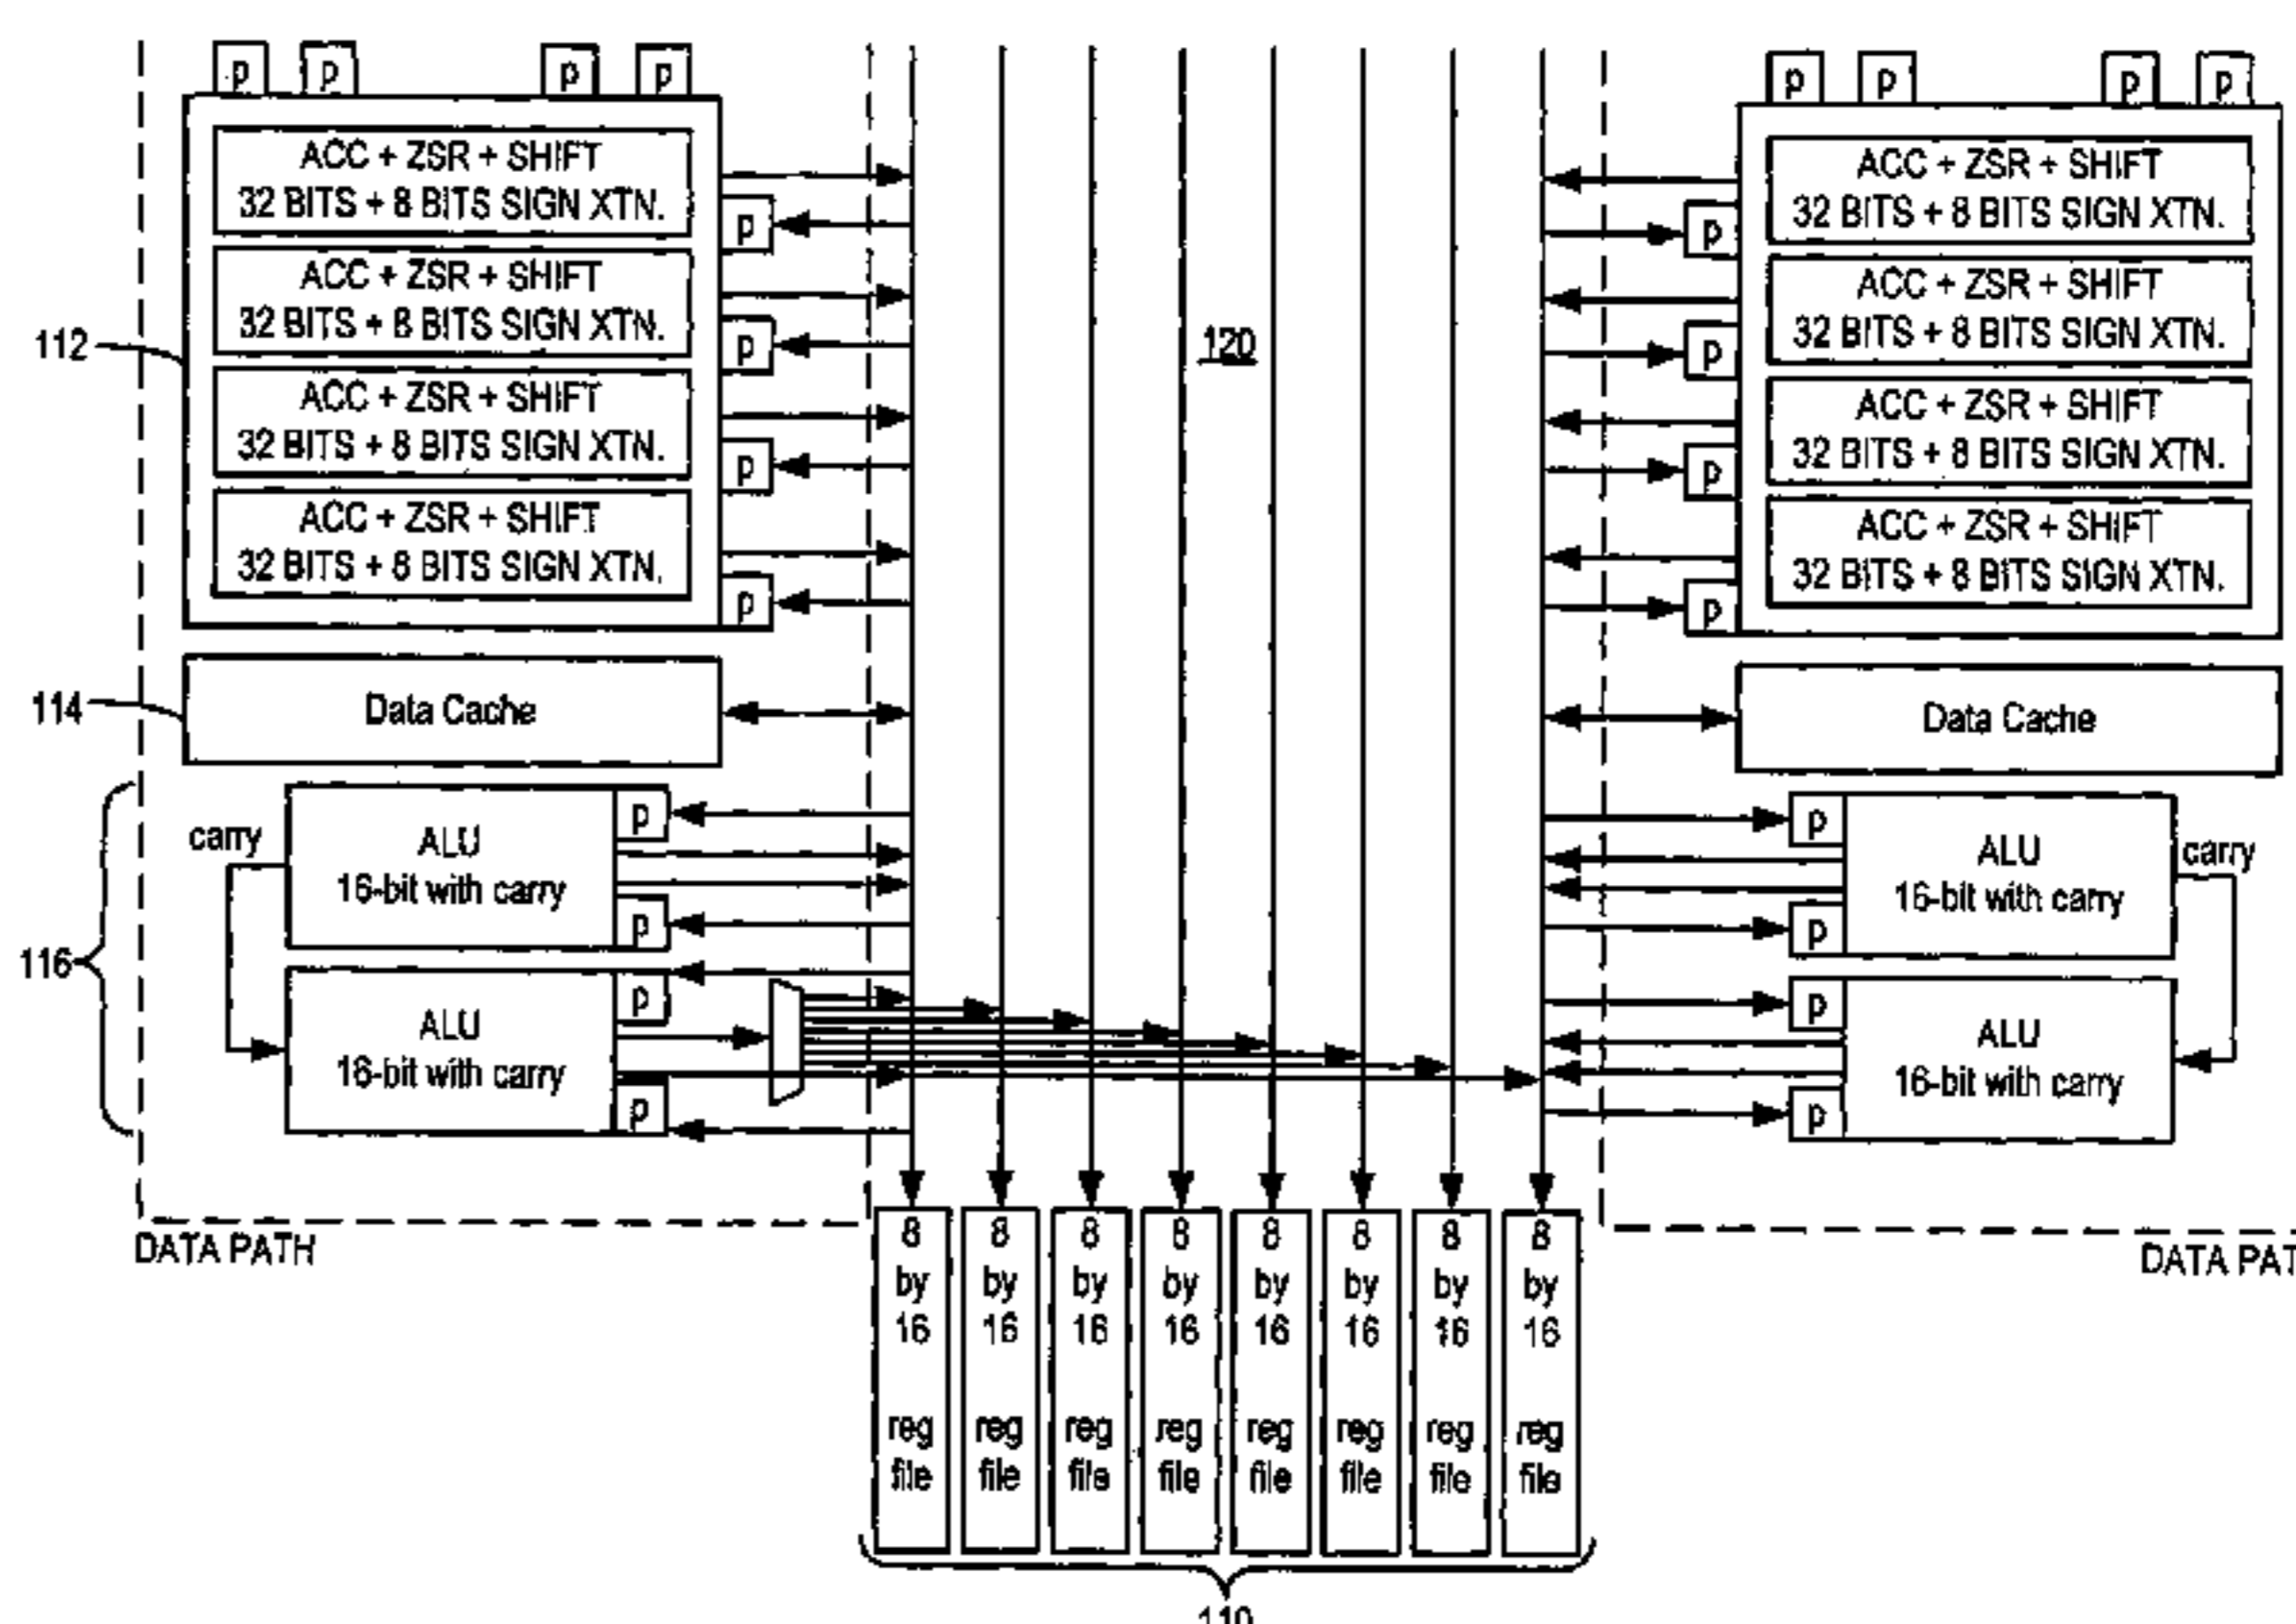 p p p p
ACC + ZSR + SHIFT
32 BITS + 8 BITS SIGN XTN.
p
ACC + ZSR + SHIFT
32 BITS + 8 BITS SIGN XTN.
p
ACC + ZSR + SHIFT
32 BITS + 8 BITS SIGN XTN.
p
ACC + ZSR + SHIFT
32 BITS + 8 BITS SIGN XTN.
p
112
Data Cache
114
116
carry
ALU
16-bit with carry
p
p
ALU
16-bit with carry
p
p
DATA PATH
120
p p p p
ACC + ZSR + SHIFT
32 BITS + 8 BITS SIGN XTN.
p
ACC + ZSR + SHIFT
32 BITS + 8 BITS SIGN XTN.
p
ACC + ZSR + SHIFT
32 BITS + 8 BITS SIGN XTN.
p
ACC + ZSR + SHIFT
32 BITS + 8 BITS SIGN XTN.
p
Data Cache
p
p
ALU
16-bit with carry
carry
p
p
ALU
16-bit with carry
DATA PAT
8 8 8 8 8 8 8 8
by by by by by by by by
16 16 16 16 16 16 16 16
reg reg reg reg reg reg reg reg
file file file file file file file file